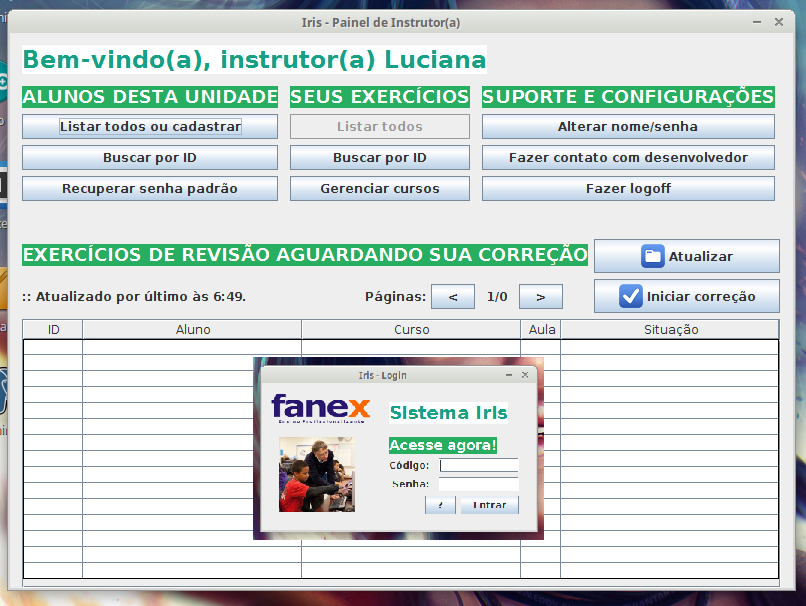 Iris - Painel de Instrutor(a)
Bem-vindo(a), instrutor(a) Luciana
ALUNOS DESTA UNIDADE SEUS EXERCÍCIOS SUPORTE E CONFIGURAÇÕES
Listar todos ou cadastrar Listar todos Alterar nome/senha
Buscar por ID Buscar por ID Fazer contato com desenvolvedor
Recuperar senha padrão Gerenciar cursos Fazer logoff
EXERCÍCIOS DE REVISÃO AGUARDANDO SUA CORREÇÃO Atualizar
:: Atualizado por último às 6:49. Páginas: < 1/0 > Iniciar correção
ID Aluno Curso Aula Situação
Iris - Login
fanex
Ensino Profissionalizante
Sistema Iris
Acesse agora!
Código:
Senha:
? Entrar